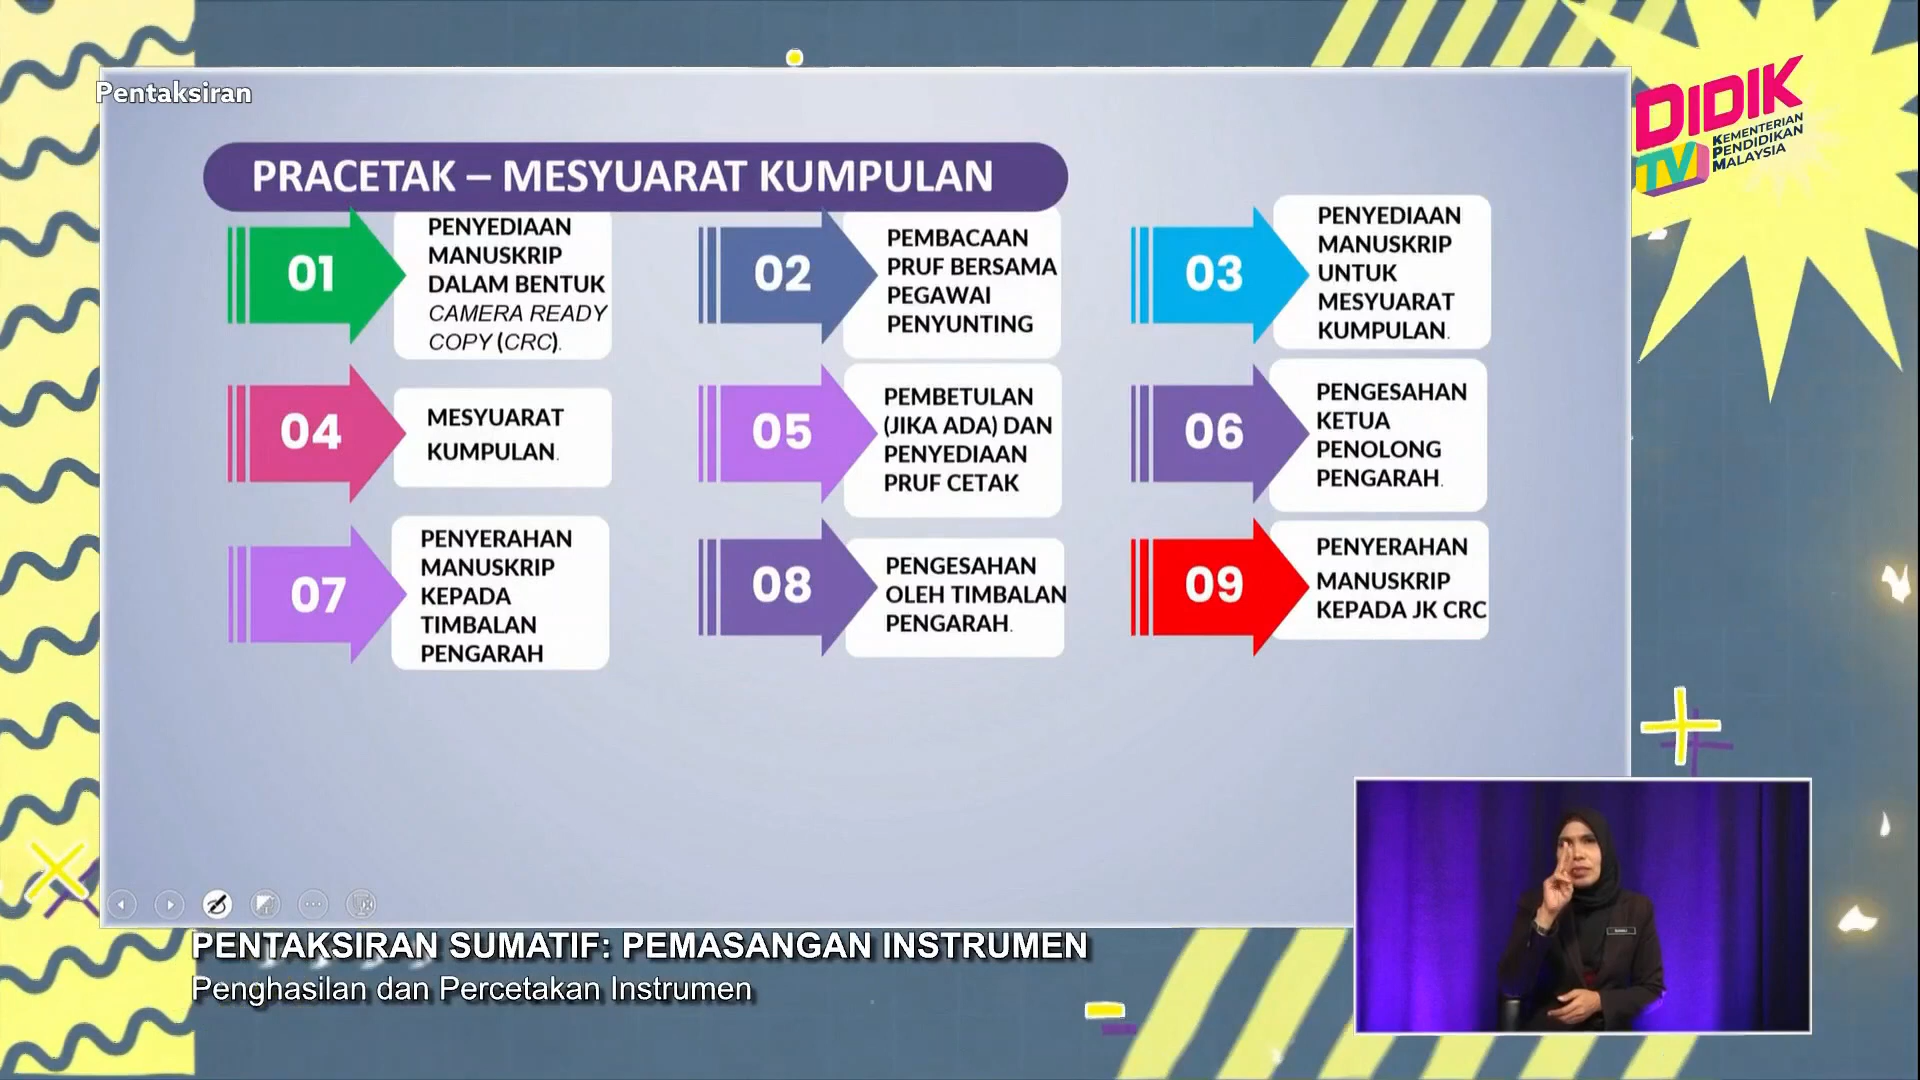 Pentaksiran
DIDIK
TV
KEMENTERIAN
PENDIDIKAN
MALAYSIA
PRACETAK – MESYUARAT KUMPULAN
01
PENYEDIAAN
MANUSKRIP
DALAM BENTUK
CAMERA READY
COPY (CRC).
02
PEMBACAAN
PRUF BERSAMA
PEGAWAI
PENYUNTING
03
PENYEDIAAN
MANUSKRIP
UNTUK
MESYUARAT
KUMPULAN.
04
MESYUARAT
KUMPULAN.
05
PEMBETULAN
(JIKA ADA) DAN
PENYEDIAAN
PRUF CETAK
06
PENGESAHAN
KETUA
PENOLONG
PENGARAH.
07
PENYERAHAN
MANUSKRIP
KEPADA
TIMBALAN
PENGARAH
08
PENGESAHAN
OLEH TIMBALAN
PENGARAH.
09
PENYERAHAN
MANUSKRIP
KEPADA JK CRC
PENTAKSIRAN SUMATIF: PEMASANGAN INSTRUMEN
Penghasilan dan Percetakan Instrumen